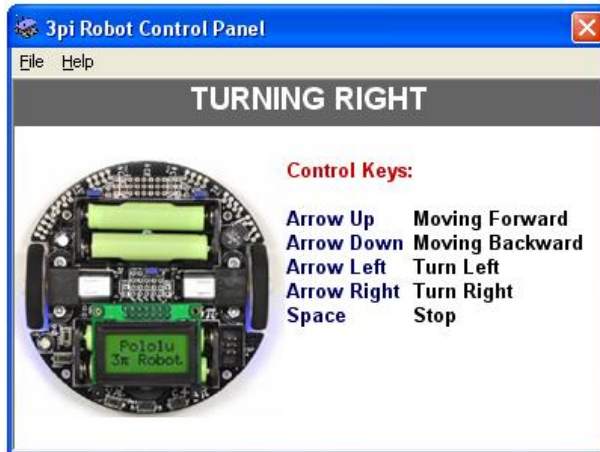 3pi Robot Control Panel
File Help
TURNING RIGHT
Control Keys:
Arrow Up Moving Forward
Arrow Down Moving Backward
Arrow Left Turn Left
Arrow Right Turn Right
Space Stop
Pololu
3π Robot